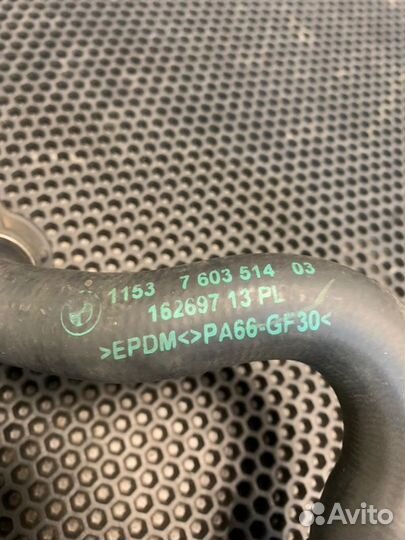 1153 7 603 514 03
162697 13 PL
>EPDM<>PA66-GF30<
Avito